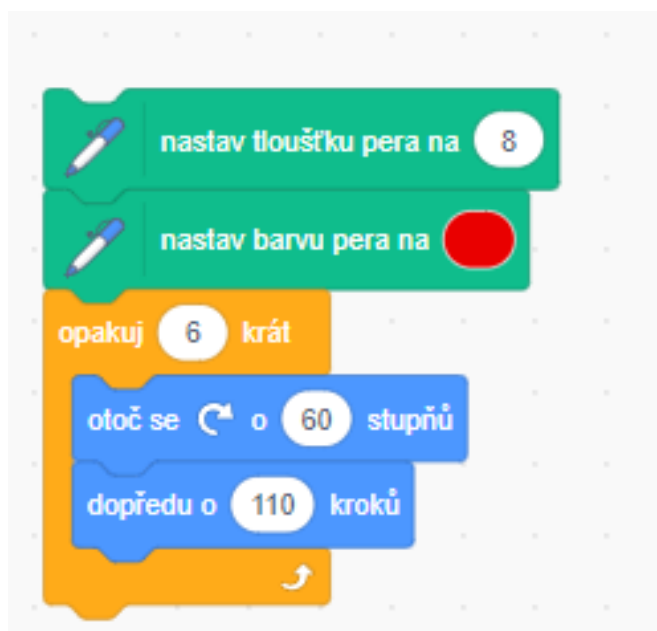 nastav tloušťku pera na 8
nastav barvu pera na
opakuj 6 krát
otoč se o 60 stupňů
dopředu o 110 kroků